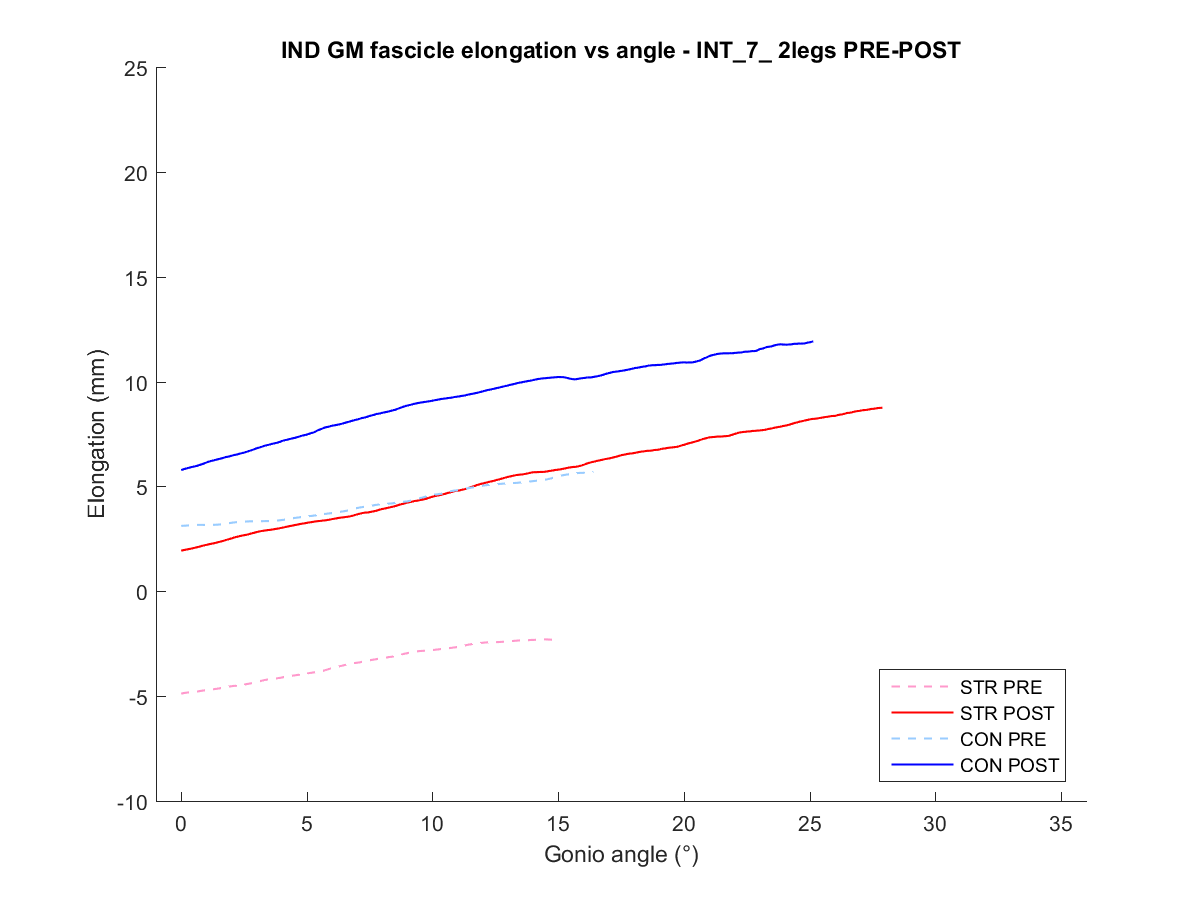 IND GM fascicle elongation vs angle - INT_7_ 2legs PRE-POST
25
20
15
10
5
0
-5
-10
Elongation (mm)
0 5 10 15 20 25 30 35
Gonio angle (°)
STR PRE
STR POST
CON PRE
CON POST